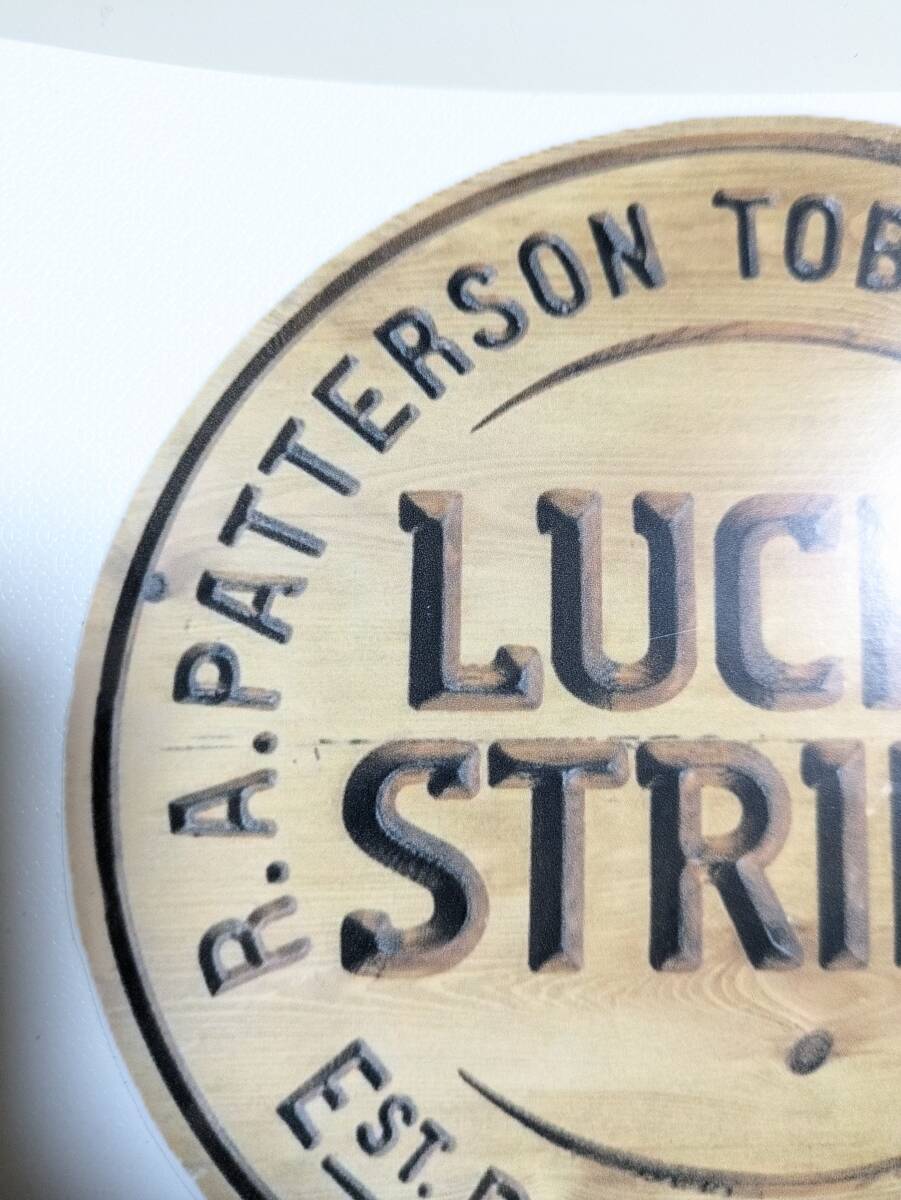 R.A.PATTERSON TOB
LUC
STRI
EST.